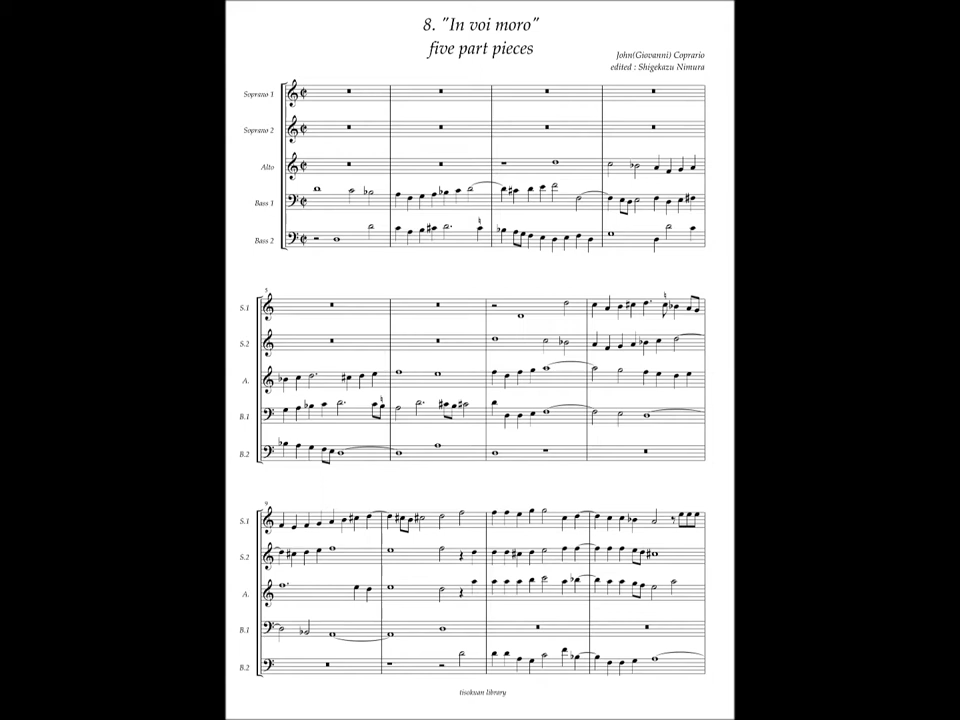 8. "In voi moro"
five part pieces
John(Giovanni) Coprario
edited : Shigekazu Nimura
Soprano 1
Soprano 2
Alto
Bass 1
Bass 2
5
S.1
S.2
A.
B.1
B.2
9
S.1
S.2
A.
B.1
B.2
tisokuan library